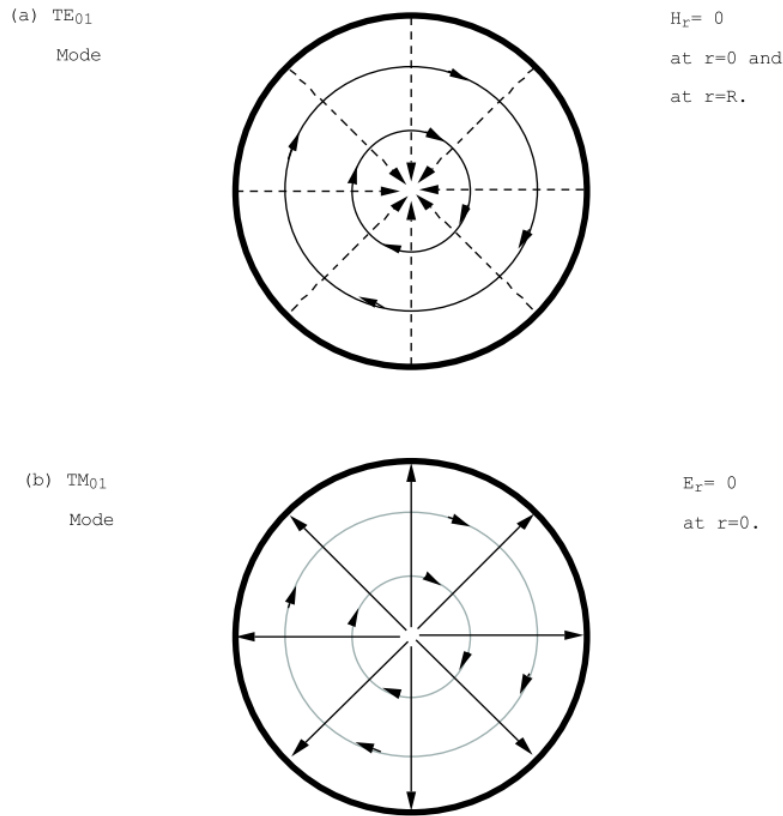 (a) TE01
Mode
Hr= 0
at r=0 and
at r=R.
(b) TM01
Mode
Er= 0
at r=0.